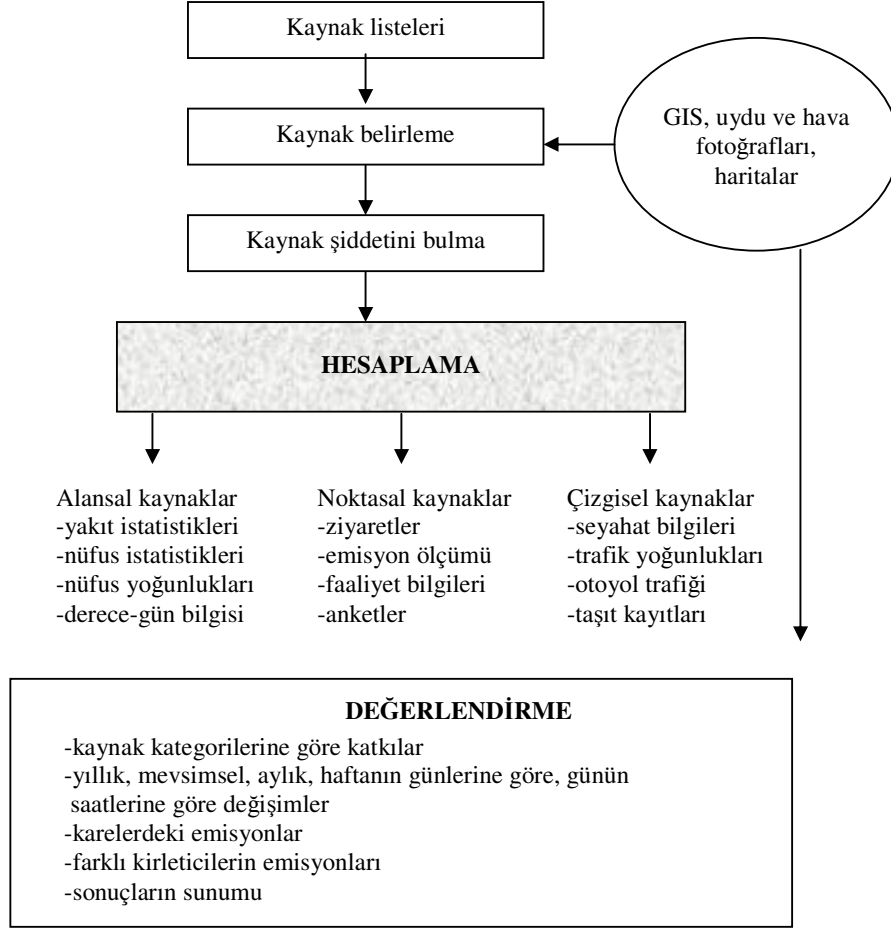 Kaynak listeleri
Kaynak belirleme
GIS, uydu ve hava
fotoğrafları,
haritalar
Kaynak şiddetini bulma
HESAPLAMA
Alansal kaynaklar
-yakıt istatistikleri
-nüfus istatistikleri
-nüfus yoğunlukları
-derece-gün bilgisi
Noktasal kaynaklar
-ziyaretler
-emisyon ölçümü
-faaliyet bilgileri
-anketler
Çizgisel kaynaklar
-seyahat bilgileri
-trafik yoğunlukları
-otoyol trafiği
-taşıt kayıtları
DEĞERLENDİRME
-kaynak kategorilerine göre katkılar
-yıllık, mevsimsel, aylık, haftanın günlerine göre, günün
saatlerine göre değişimler
-karelerdeki emisyonlar
-farklı kirleticilerin emisyonları
-sonuçların sunumu